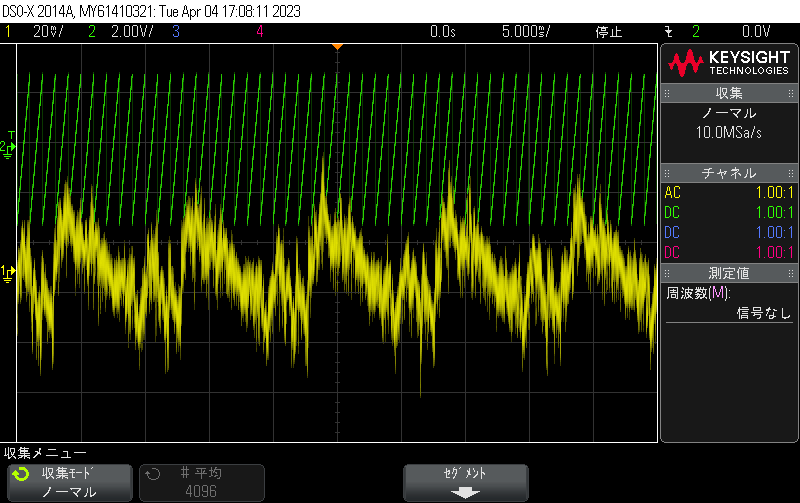 DSO-X 2014A, MY61410321: Tue Apr 04 17:08:11 2023
1 20mV/ 2 2.00V/ 3 4 0.0s 5.000ms/ 停止 2 0.0V
KEYSIGHT
TECHNOLOGIES
収集
ノーマル
10.0MSa/s
チャネル
AC 1.00:1
DC 1.00:1
DC 1.00:1
DC 1.00:1
測定値
周波数(M):
信号なし
T
2
1
収集メニュー
収集ﾓｰﾄﾞ
ノーマル
# 平均
4096
ｾｸﾞﾒﾝﾄ